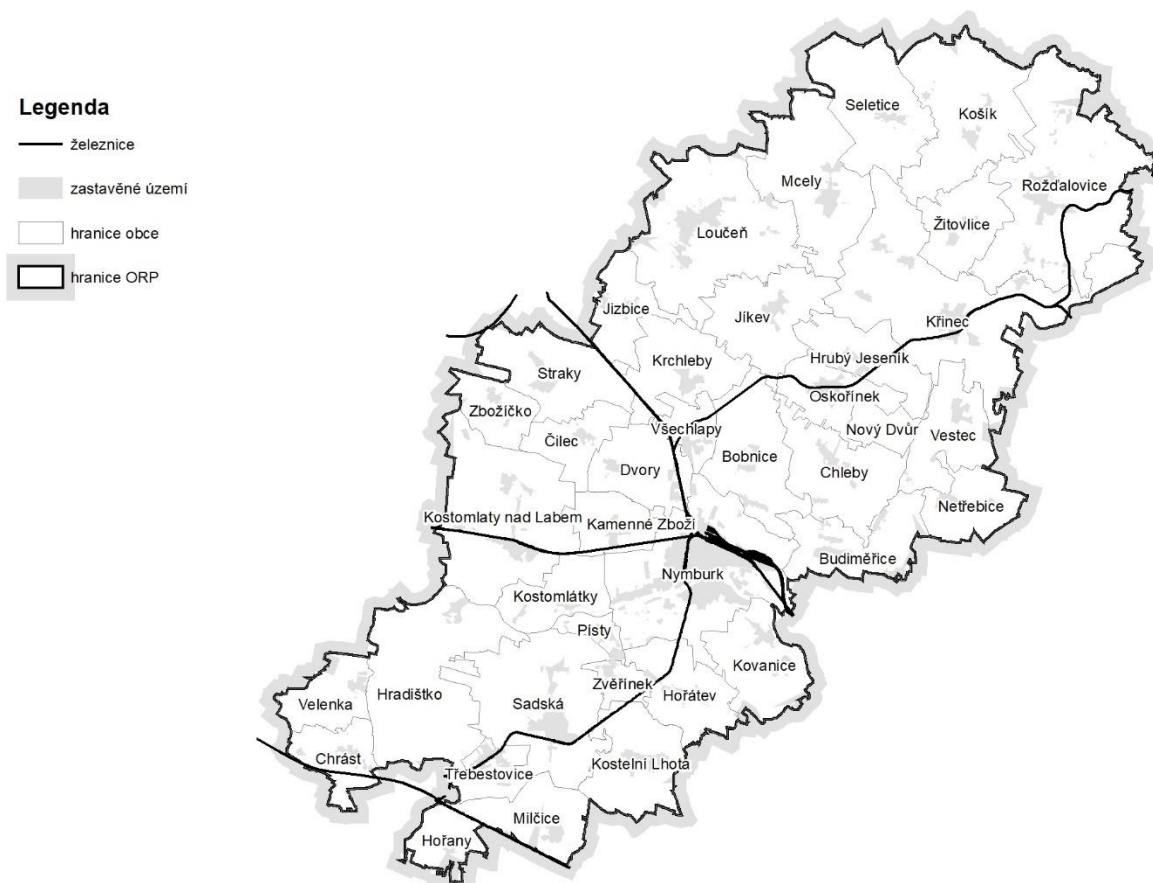 Legenda
železnice
zastavěné území
hranice obce
hranice ORP
Seletice
Košík
Mcely
Rožďalovice
Loučeň
Žitovlice
Jizbice
Jíkev
Křinec
Krchleby
Hrubý Jeseník
Straky
Oskořínek
Zbožíčko
Všechlapy
Nový Dvůr
Vestec
Čilec
Dvory
Bobnice
Chleby
Netřebice
Kostomlaty nad Labem
Kamenné Zboží
Budiměřice
Nymburk
Kostomlátky
Písty
Kovanice
Hradištko
Zvěřínek
Hořátev
Velenka
Sadská
Chrást
Třebestovice
Kostelní Lhota
Milčice
Hořany